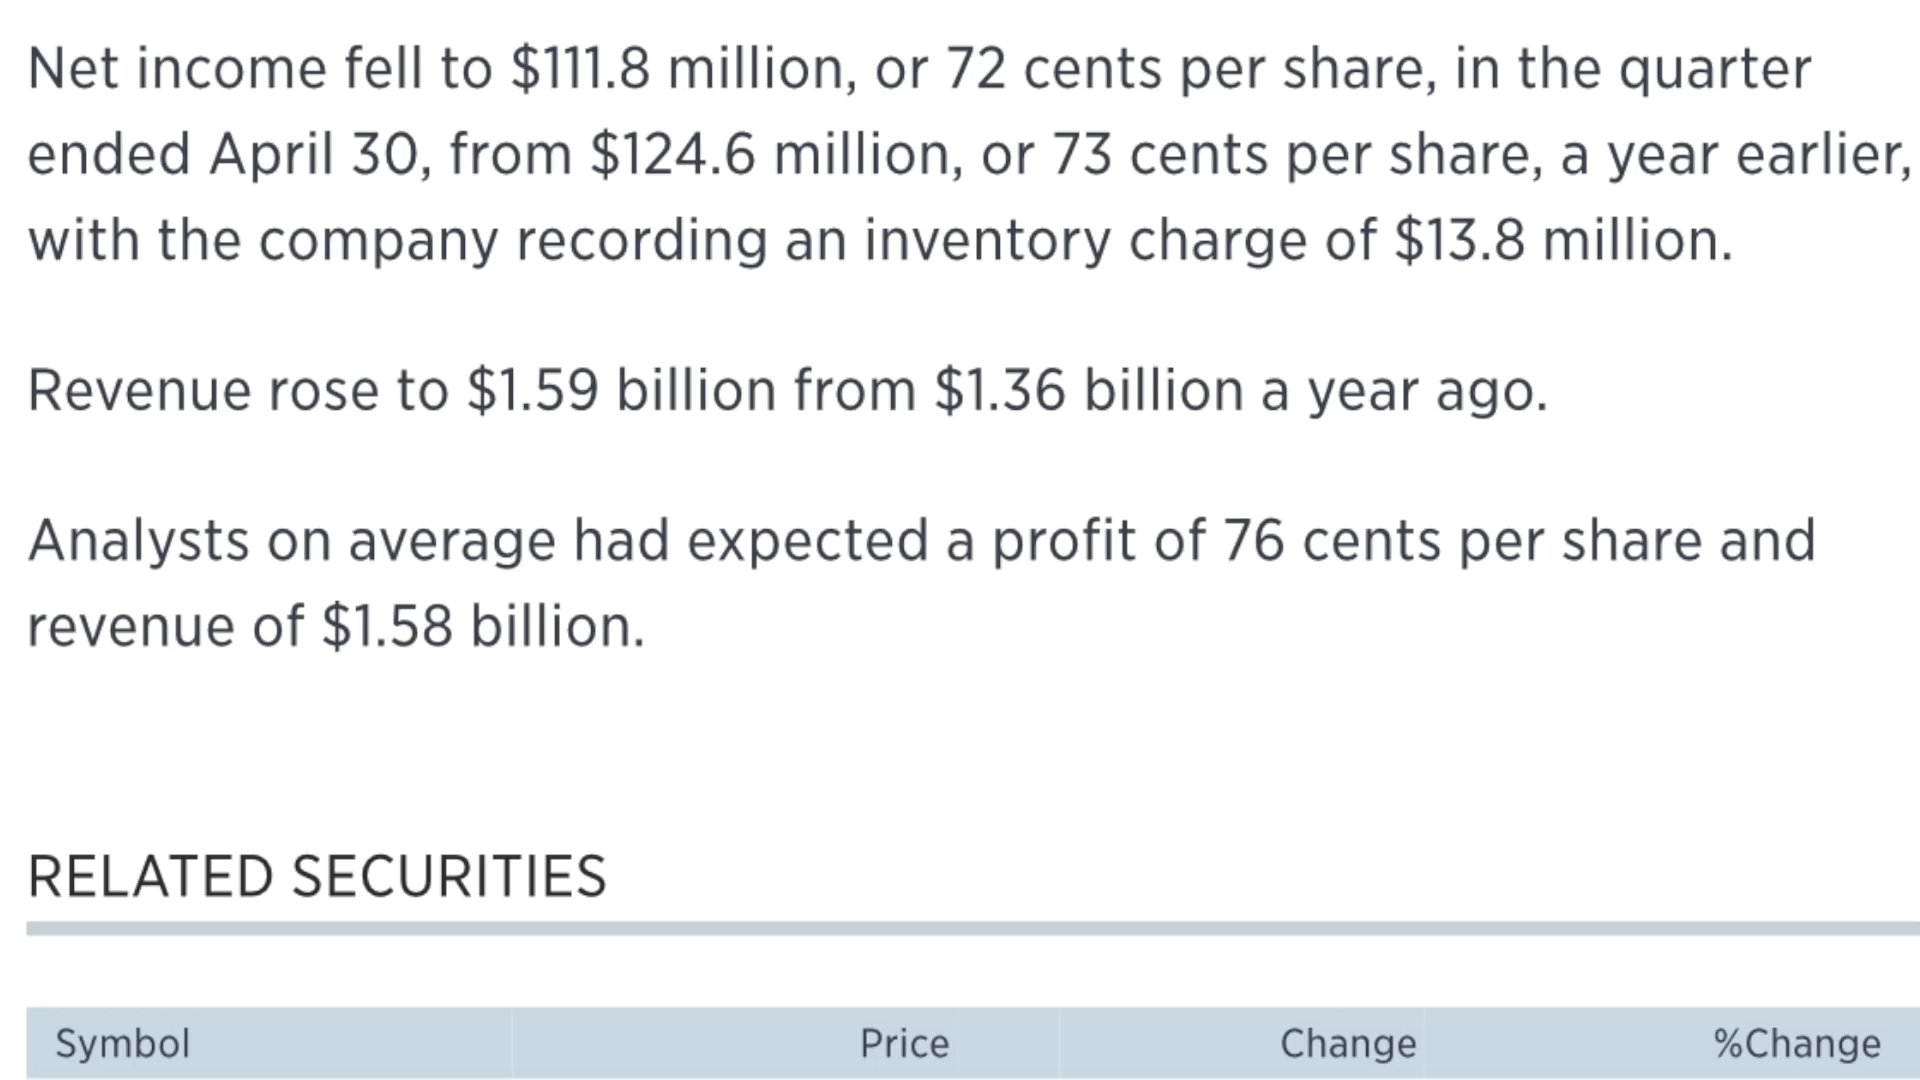 Net income fell to $111.8 million, or 72 cents per share, in the quarter
ended April 30, from $124.6 million, or 73 cents per share, a year earlier,
with the company recording an inventory charge of $13.8 million.
Revenue rose to $1.59 billion from $1.36 billion a year ago.
Analysts on average had expected a profit of 76 cents per share and
revenue of $1.58 billion.
RELATED SECURITIES
Symbol Price Change %Change